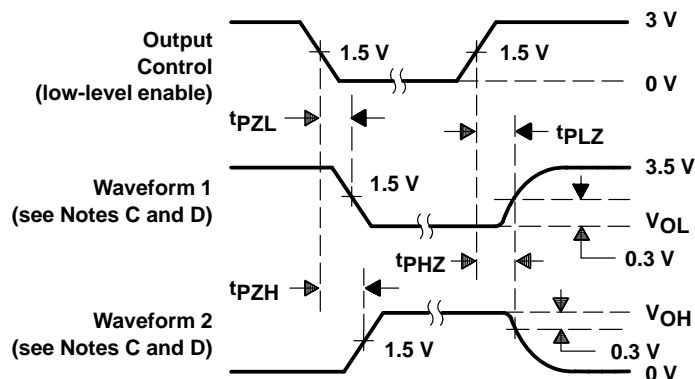 3 V
Output
Control
(low-level enable)
1.5 V
1.5 V
0 V
tPZL
tPLZ
3.5 V
Waveform 1
(see Notes C and D)
1.5 V
VOL
0.3 V
tPHZ
tPZH
VOH
Waveform 2
(see Notes C and D)
1.5 V
0.3 V
0 V